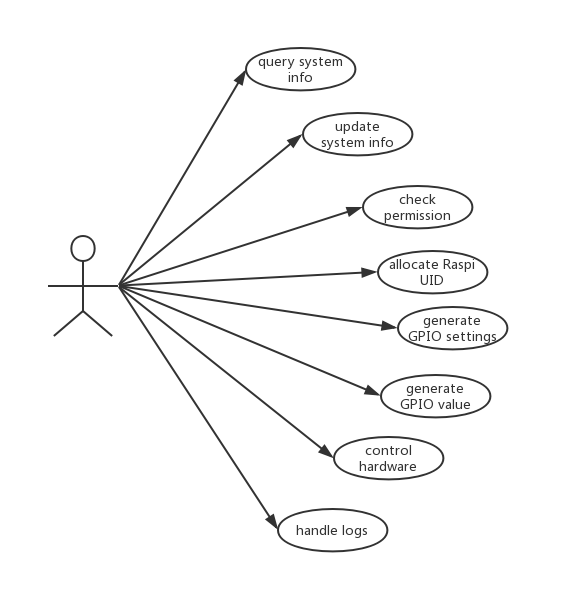 query system
info
update
system info
check
permission
allocate Raspi
UID
generate
GPIO settings
generate
GPIO value
control
hardware
handle logs